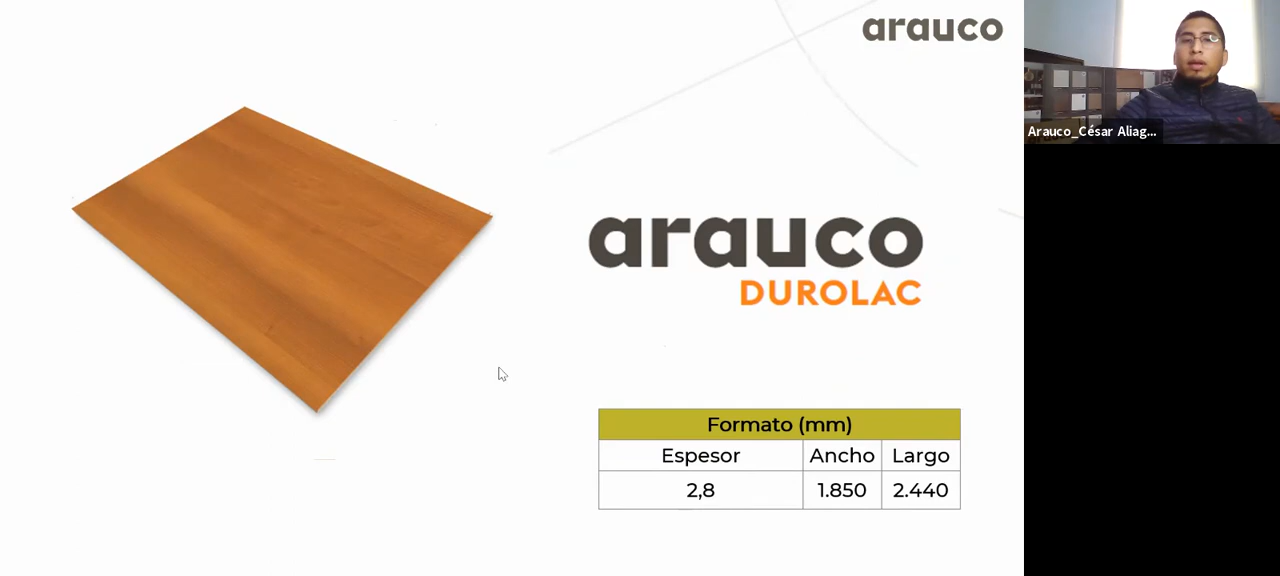 arauco
Arauco_César Aliag...
arauco
DUROLAC
Formato (mm)
Espesor Ancho Largo
2,8 1.850 2.440